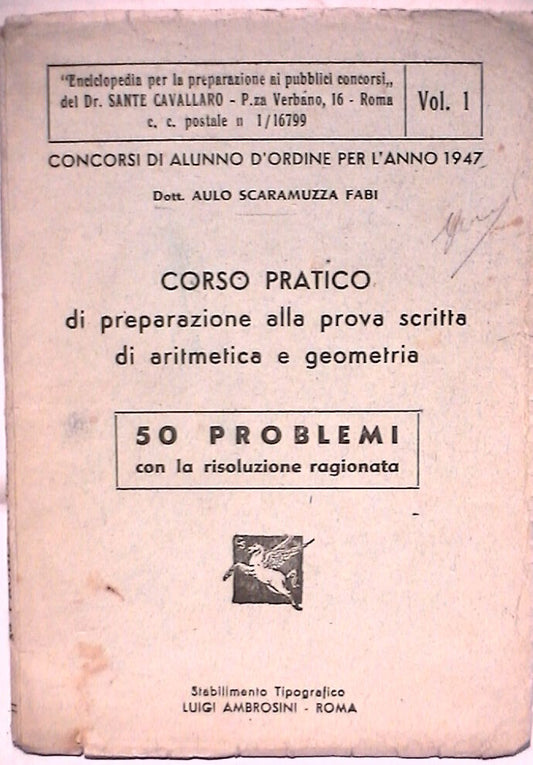 "Enciclopedia per la preparazione ai pubblici concorsi„
del Dr. SANTE CAVALLARO - P.za Verbano, 16 - Roma
c. c. postale n 1/16799
Vol. 1
CONCORSI DI ALUNNO D'ORDINE PER L'ANNO 1947
Dott. AULO SCARAMUZZA FABI
CORSO PRATICO
di preparazione alla prova scritta
di aritmetica e geometria
50 PROBLEMI
con la risoluzione ragionata
Stabilimento Tipografico
LUIGI AMBROSINI - ROMA